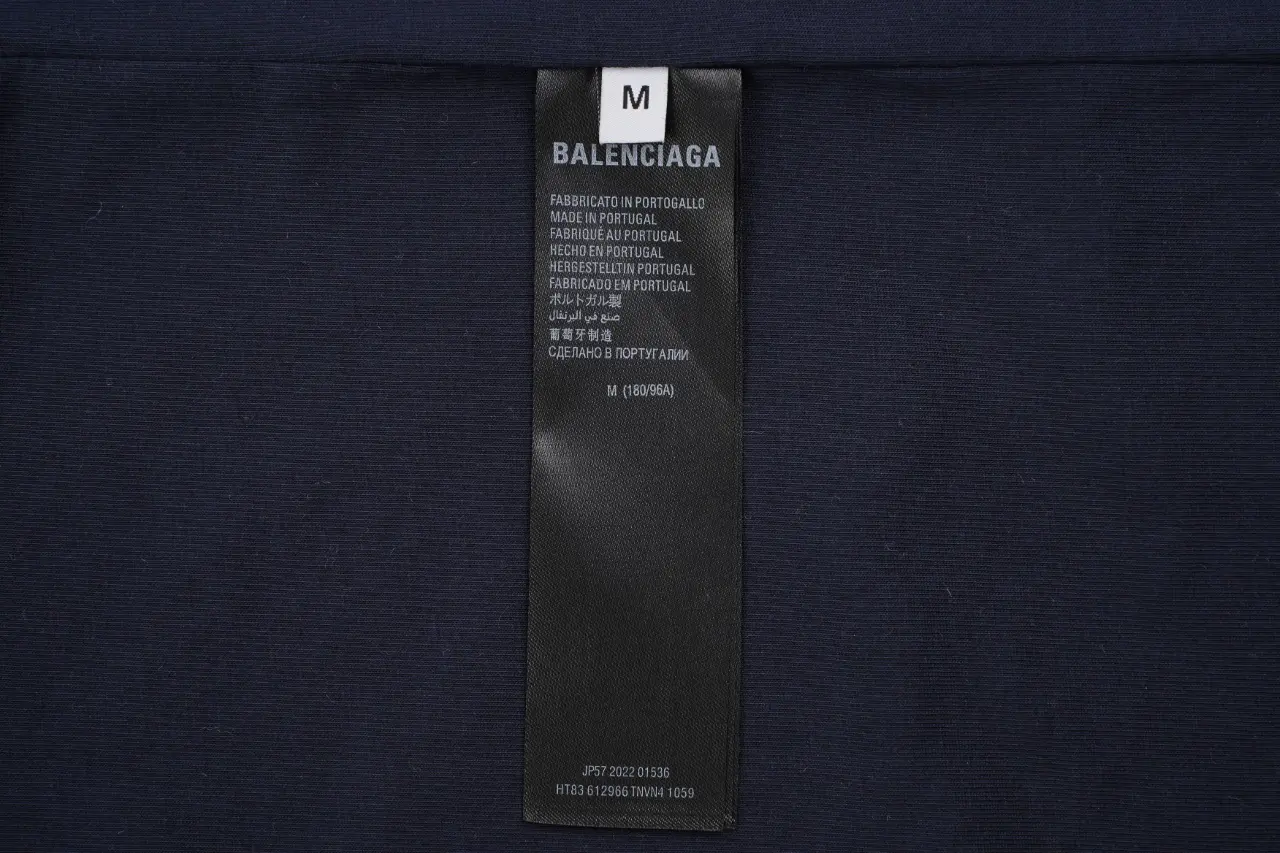 M
BALENCIAGA
FABBRICATO IN PORTOGALLO
MADE IN PORTUGAL
FABRIQUÉ AU PORTUGAL
HECHO EN PORTUGAL
HERGESTELLTIN PORTUGAL
FABRICADO EM PORTUGAL
ポルトガル製
صنع في البرتغال
葡萄牙制造
СДЕЛАНО В ПОРТУГАЛИИ
M (180/96A)
JP57 2022 01536
HT83 612966 TNVN4 1059